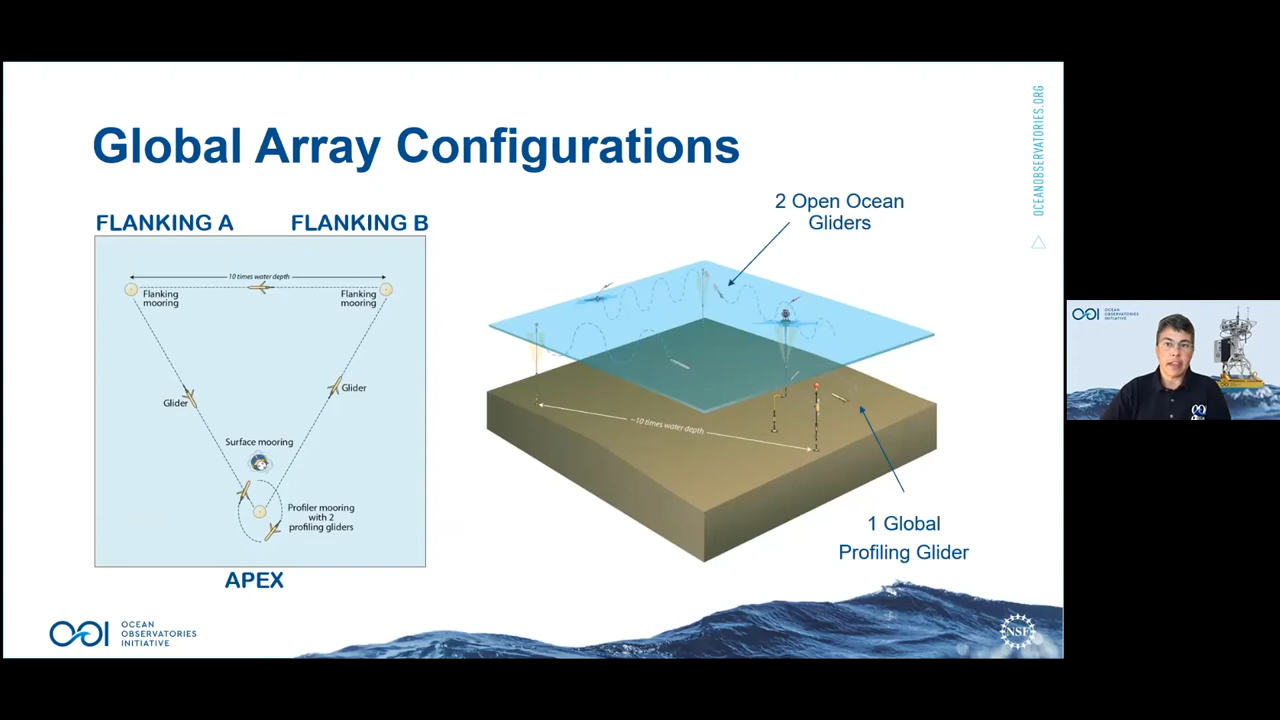 Global Array Configurations
OCEANOBSERVATORIES.ORG
FLANKING A
FLANKING B
10 times water depth
Flanking
mooring
Flanking
mooring
Glider
Glider
Surface mooring
Profiler mooring
with 2
profiling gliders
APEX
2 Open Ocean
Gliders
~10 times water depth
1 Global
Profiling Glider
OOI
OCEAN
OBSERVATORIES
INITIATIVE
NSF
OOI
OCEAN
OBSERVATORIES
INITIATIVE